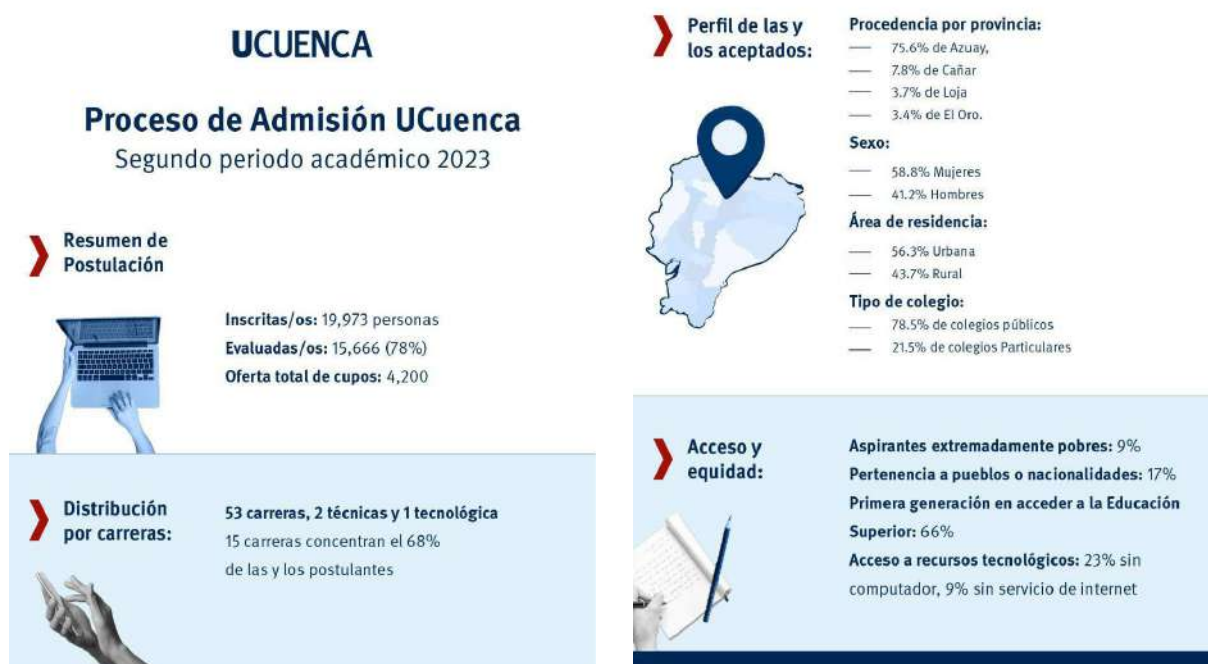 UCUENCA
Proceso de Admisión UCuenca
Segundo periodo académico 2023
Resumen de
Postulación
Inscritas/os: 19,973 personas
Evaluadas/os: 15,666 (78%)
Oferta total de cupos: 4,200
Distribución
por carreras:
53 carreras, 2 técnicas y 1 tecnológica
15 carreras concentran el 68%
de las y los postulantes
Perfil de las y
los aceptados:
Procedencia por provincia:
— 75.6% de Azuay,
— 7.8% de Cañar
— 3.7% de Loja
— 3.4% de El Oro.
Sexo:
— 58.8% Mujeres
— 41.2% Hombres
Área de residencia:
— 56.3% Urbana
— 43.7% Rural
Tipo de colegio:
— 78.5% de colegios públicos
— 21.5% de colegios Particulares
Acceso y
equidad:
Aspirantes extremadamente pobres: 9%
Pertenencia a pueblos o nacionalidades: 17%
Primera generación en acceder a la Educación
Superior: 66%
Acceso a recursos tecnológicos: 23% sin
computador, 9% sin servicio de internet